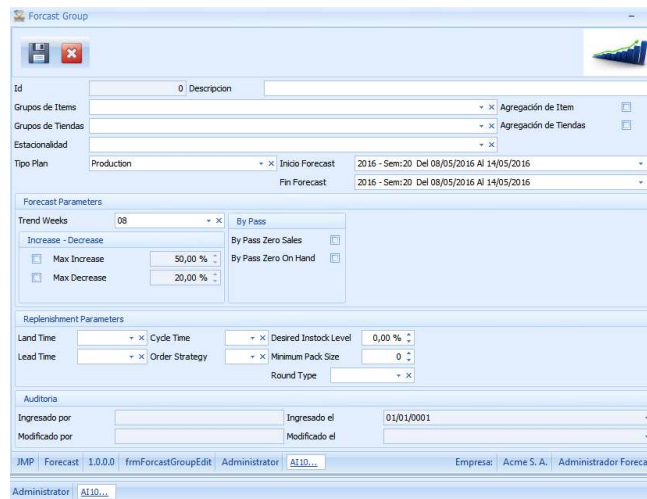 Forcast Group
Id 0 Descripcion
Grupos de Items Agregación de Item
Grupos de Tiendas Agregación de Tiendas
Estacionalidad
Tipo Plan Production Inicio Forecast 2016 - Sem:20 Del 08/05/2016 Al 14/05/2016
Fin Forecast 2016 - Sem:20 Del 08/05/2016 Al 14/05/2016
Forecast Parameters
Trend Weeks 08 By Pass
Increase - Decrease By Pass Zero Sales
Max Increase 50,00 % By Pass Zero On Hand
Max Decrease 20,00 %
Replenishment Parameters
Land Time Cycle Time Desired Instock Level 0,00 %
Lead Time Order Strategy Minimum Pack Size 0
Round Type
Auditoria
Ingresado por Ingresado el 01/01/0001
Modificado por Modificado el
JMP Forecast 1.0.0.0 frmForcastGroupEdit Administrator AI10... Empresa: Acme S. A. Administrador Foreca
Administrator AI10...